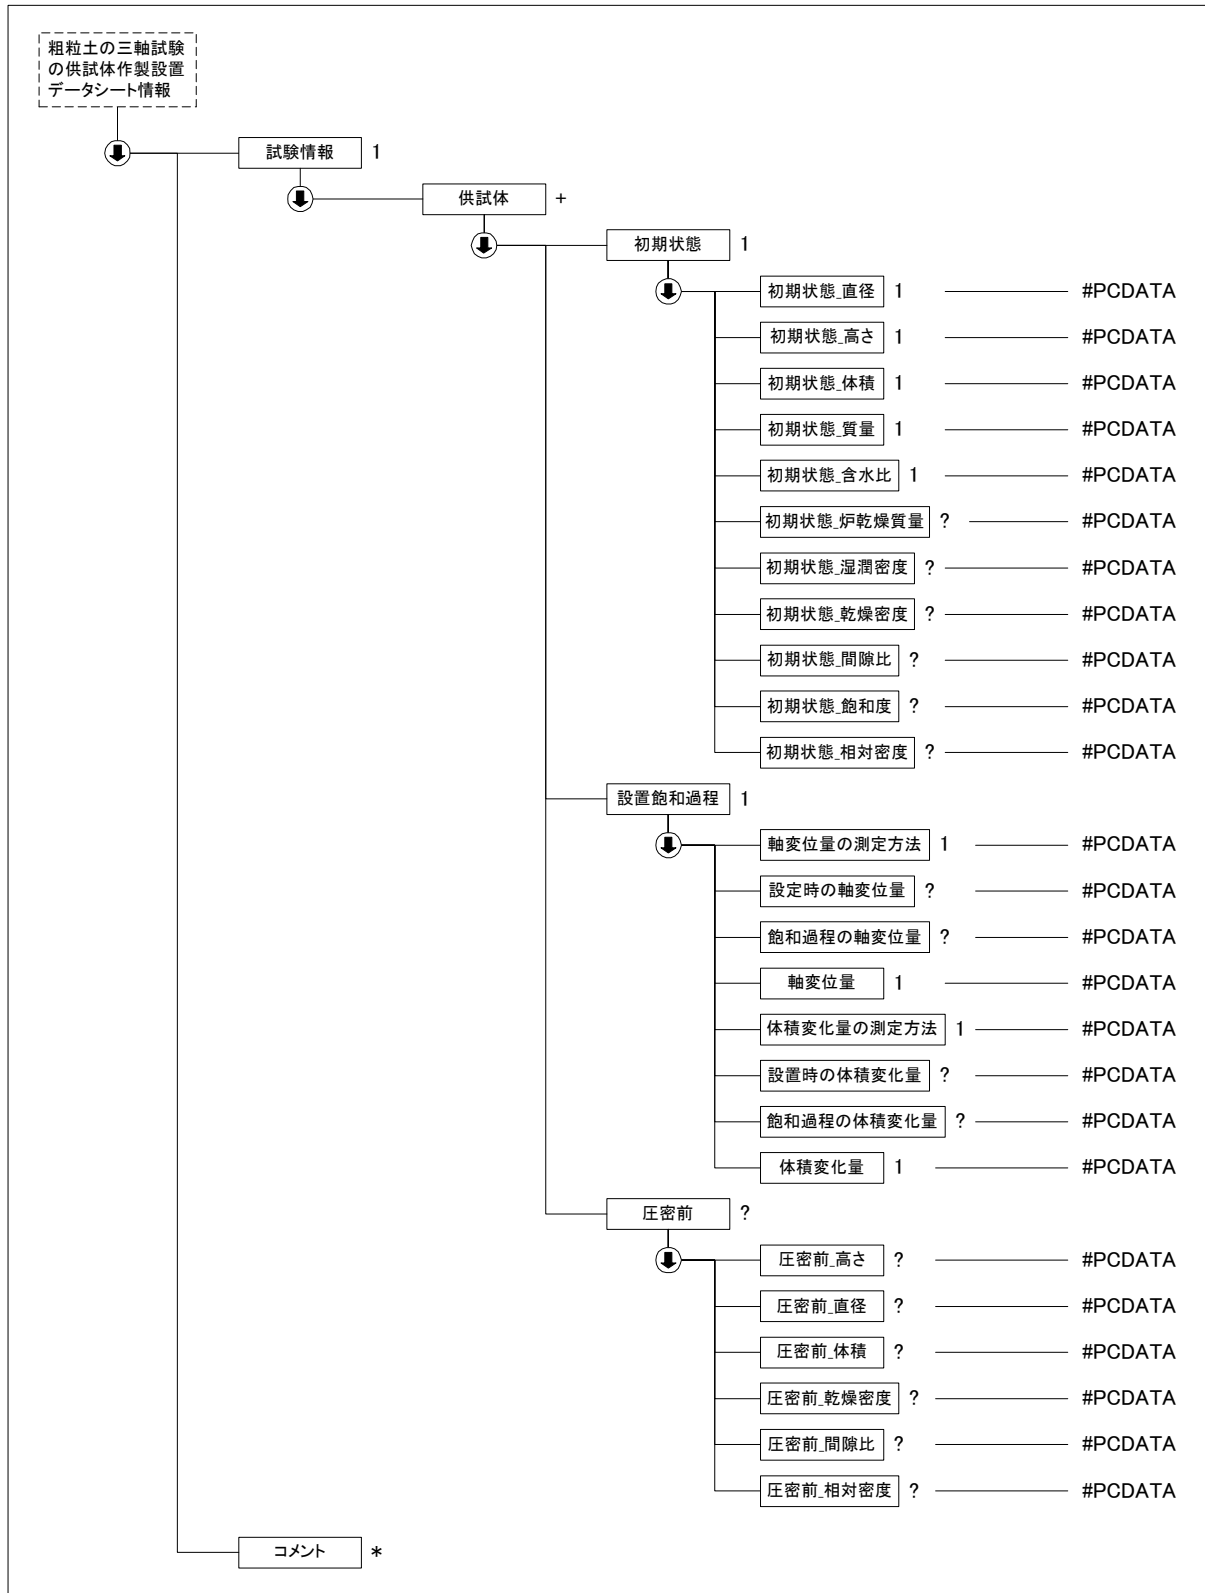 粗粒土の三軸試験
の供試体作製設置
データシート情報
試験情報 1
供試体 +
初期状態 1
初期状態_直径 1 #PCDATA
初期状態_高さ 1 #PCDATA
初期状態_体積 1 #PCDATA
初期状態_質量 1 #PCDATA
初期状態_含水比 1 #PCDATA
初期状態_炉乾燥質量 ? #PCDATA
初期状態_湿潤密度 ? #PCDATA
初期状態_乾燥密度 ? #PCDATA
初期状態_間隙比 ? #PCDATA
初期状態_飽和度 ? #PCDATA
初期状態_相対密度 ? #PCDATA
設置飽和過程 1
軸変位量の測定方法 1 #PCDATA
設定時の軸変位量 ? #PCDATA
飽和過程の軸変位量 ? #PCDATA
軸変位量 1 #PCDATA
体積変化量の測定方法 1 #PCDATA
設置時の体積変化量 ? #PCDATA
飽和過程の体積変化量 ? #PCDATA
体積変化量 1 #PCDATA
圧密前 ?
圧密前_高さ ? #PCDATA
圧密前_直径 ? #PCDATA
圧密前_体積 ? #PCDATA
圧密前_乾燥密度 ? #PCDATA
圧密前_間隙比 ? #PCDATA
圧密前_相対密度 ? #PCDATA
コメント *